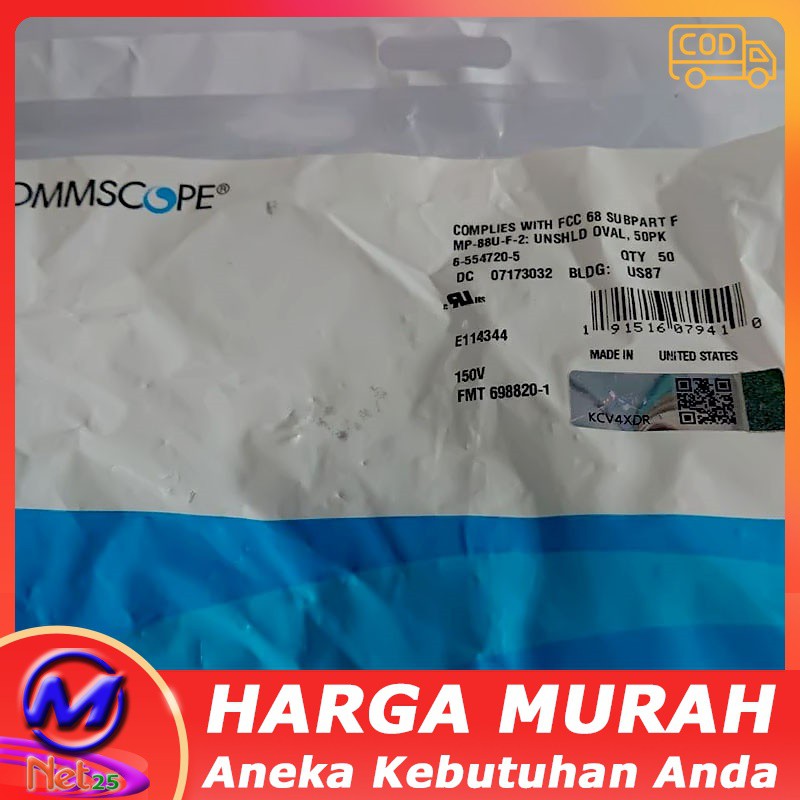 COD
OMMSCOPE®
COMPLIES WITH FCC 68 SUBPART F
MP-88U-F-2: UNSHLD OVAL, 50PK
6-554720-5 QTY 50
DC 07173032 BLDG: US87
c RU us
E114344
1 91516 07941 0
MADE IN UNITED STATES
150V
FMT 698820-1
KCV4XDR
M
Net25
HARGA MURAH
Aneka Kebutuhan Anda